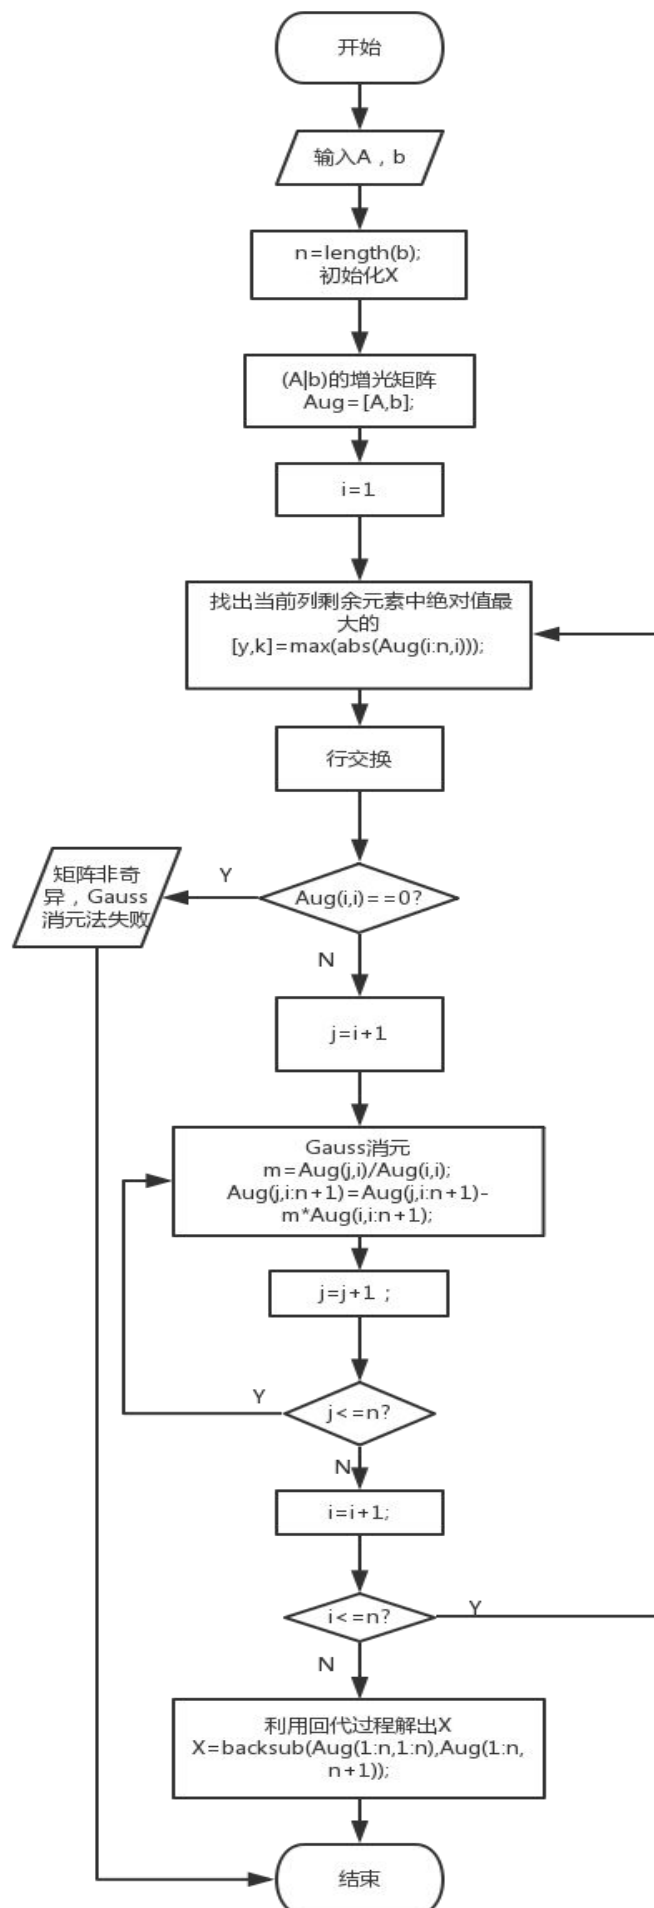 开始
输入A，b
n=length(b);
初始化X
(A|b)的增光矩阵
Aug=[A,b];
i=1
找出当前列剩余元素中绝对值最
大的
[y,k]=max(abs(Aug(i:n,i)));
行交换
Aug(i,i)==0?
Y
矩阵非奇
异，Gauss
消元法失败
N
j=i+1
Gauss消元
m=Aug(j,i)/Aug(i,i);
Aug(j,i:n+1)=Aug(j,i:n+1)-
m*Aug(i,i:n+1);
j=j+1 ;
j<=n?
Y
N
i=i+1;
i<=n?
Y
N
利用回代过程解出X
X=backsub(Aug(1:n,1:n),Aug(1:n,
n+1));
结束